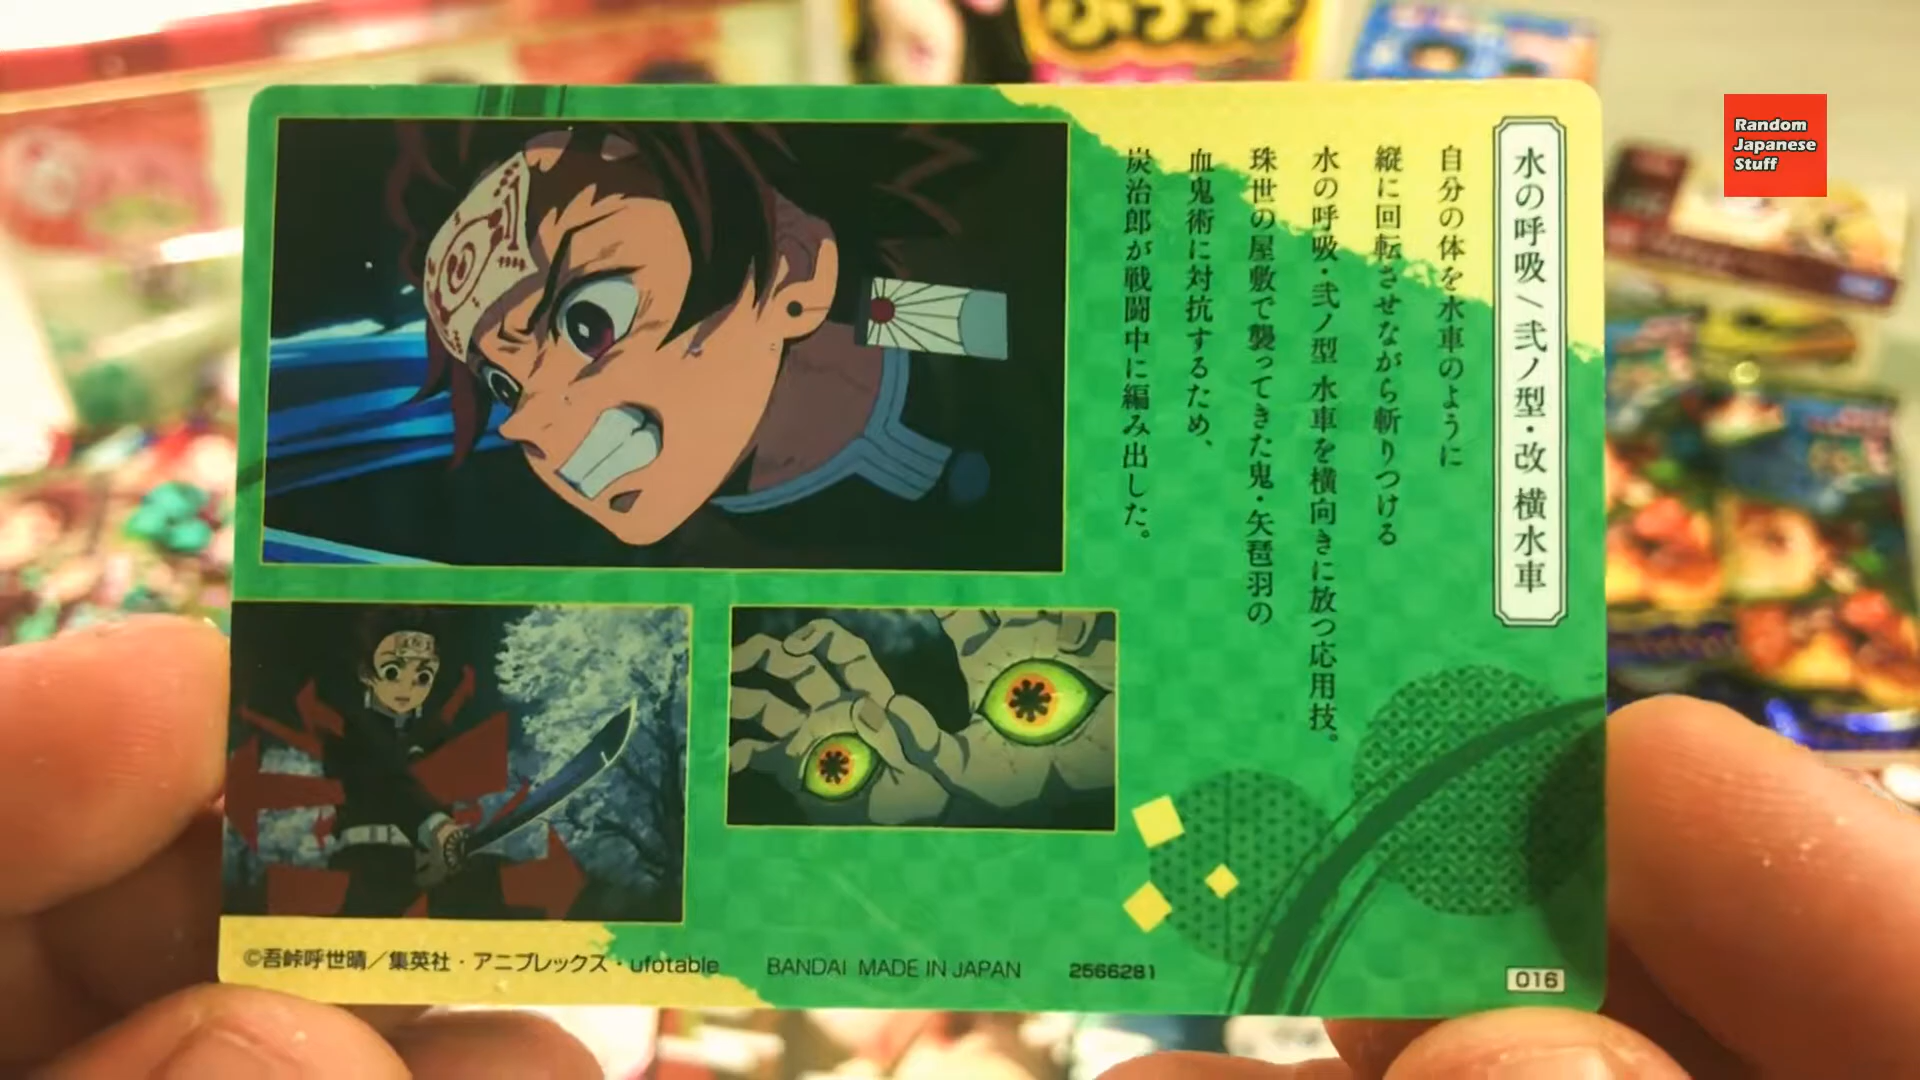 ぷっちょ
Random
Japanese
Stuff
水の呼吸/弐ノ型・改 横水車
自分の体を水車のように
縦に回転させながら斬りつける
水の呼吸・弐ノ型 水車を横向きに放つ応用技。
珠世の屋敷で襲ってきた鬼・矢琶羽の
血鬼術に対抗するため、
炭治郎が戦闘中に編み出した。
©吾峠呼世晴/集英社・アニプレックス・ufotable
BANDAI MADE IN JAPAN
2566281
016